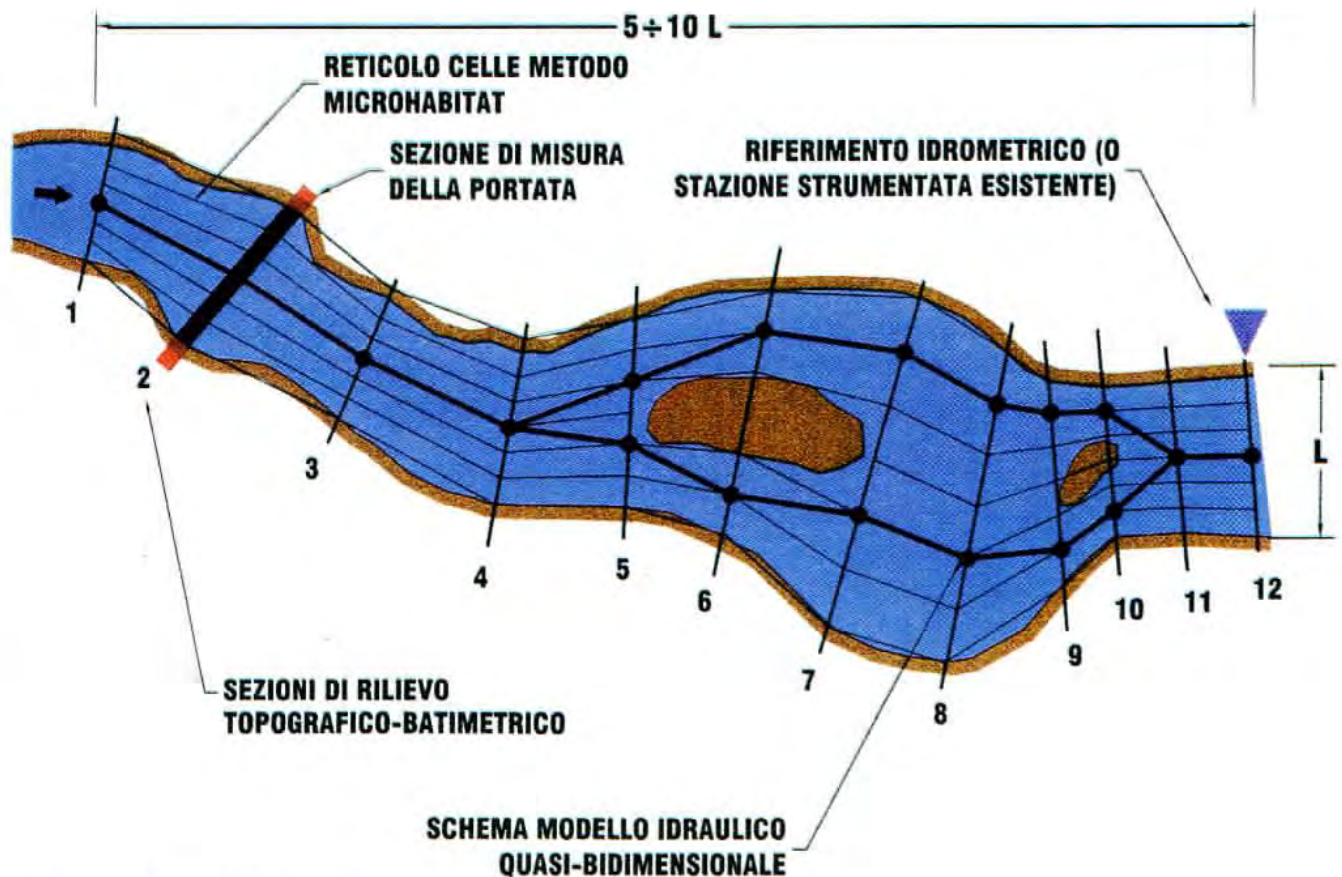 5÷10 L
RETICOLO CELLE METODO
MICROHABITAT
SEZIONE DI MISURA
DELLA PORTATA
RIFERIMENTO IDROMETRICO (O
STAZIONE STRUMENTATA ESISTENTE)
1
2
3
4
5
6
7
8
9
10
11
12
L
SEZIONI DI RILIEVO
TOPOGRAFICO-BATIMETRICO
SCHEMA MODELLO IDRAULICO
QUASI-BIDIMENSIONALE